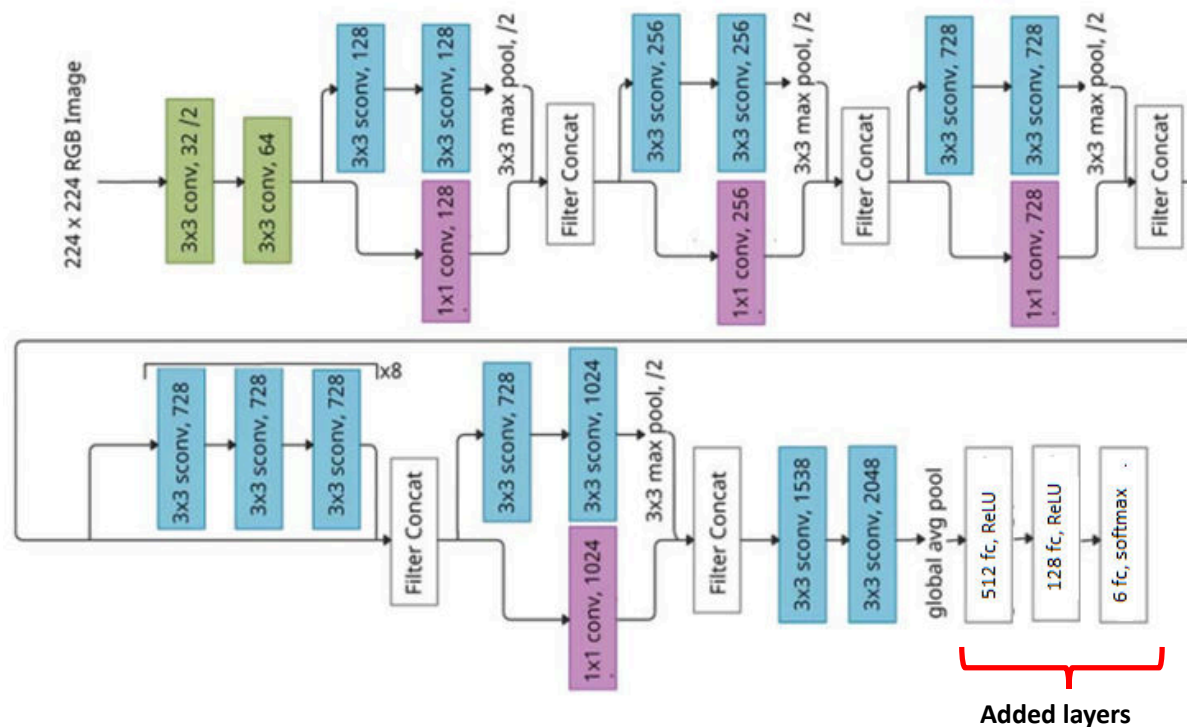 224 x 224 RGB Image
3x3 conv, 32 /2
3x3 conv, 64
3x3 sconv, 128
3x3 sconv, 128
3x3 max pool, /2
1x1 conv, 128
Filter Concat
3x3 sconv, 256
3x3 sconv, 256
3x3 max pool, /2
1x1 conv, 256
Filter Concat
3x3 sconv, 728
3x3 sconv, 728
3x3 max pool, /2
1x1 conv, 728
Filter Concat
3x3 sconv, 728
3x3 sconv, 728
3x3 sconv, 728
x8
Filter Concat
3x3 sconv, 728
3x3 sconv, 1024
3x3 max pool, /2
1x1 conv, 1024
Filter Concat
3x3 sconv, 1538
3x3 sconv, 2048
global avg pool
512 fc, ReLU
128 fc, ReLU
6 fc, softmax
Added layers